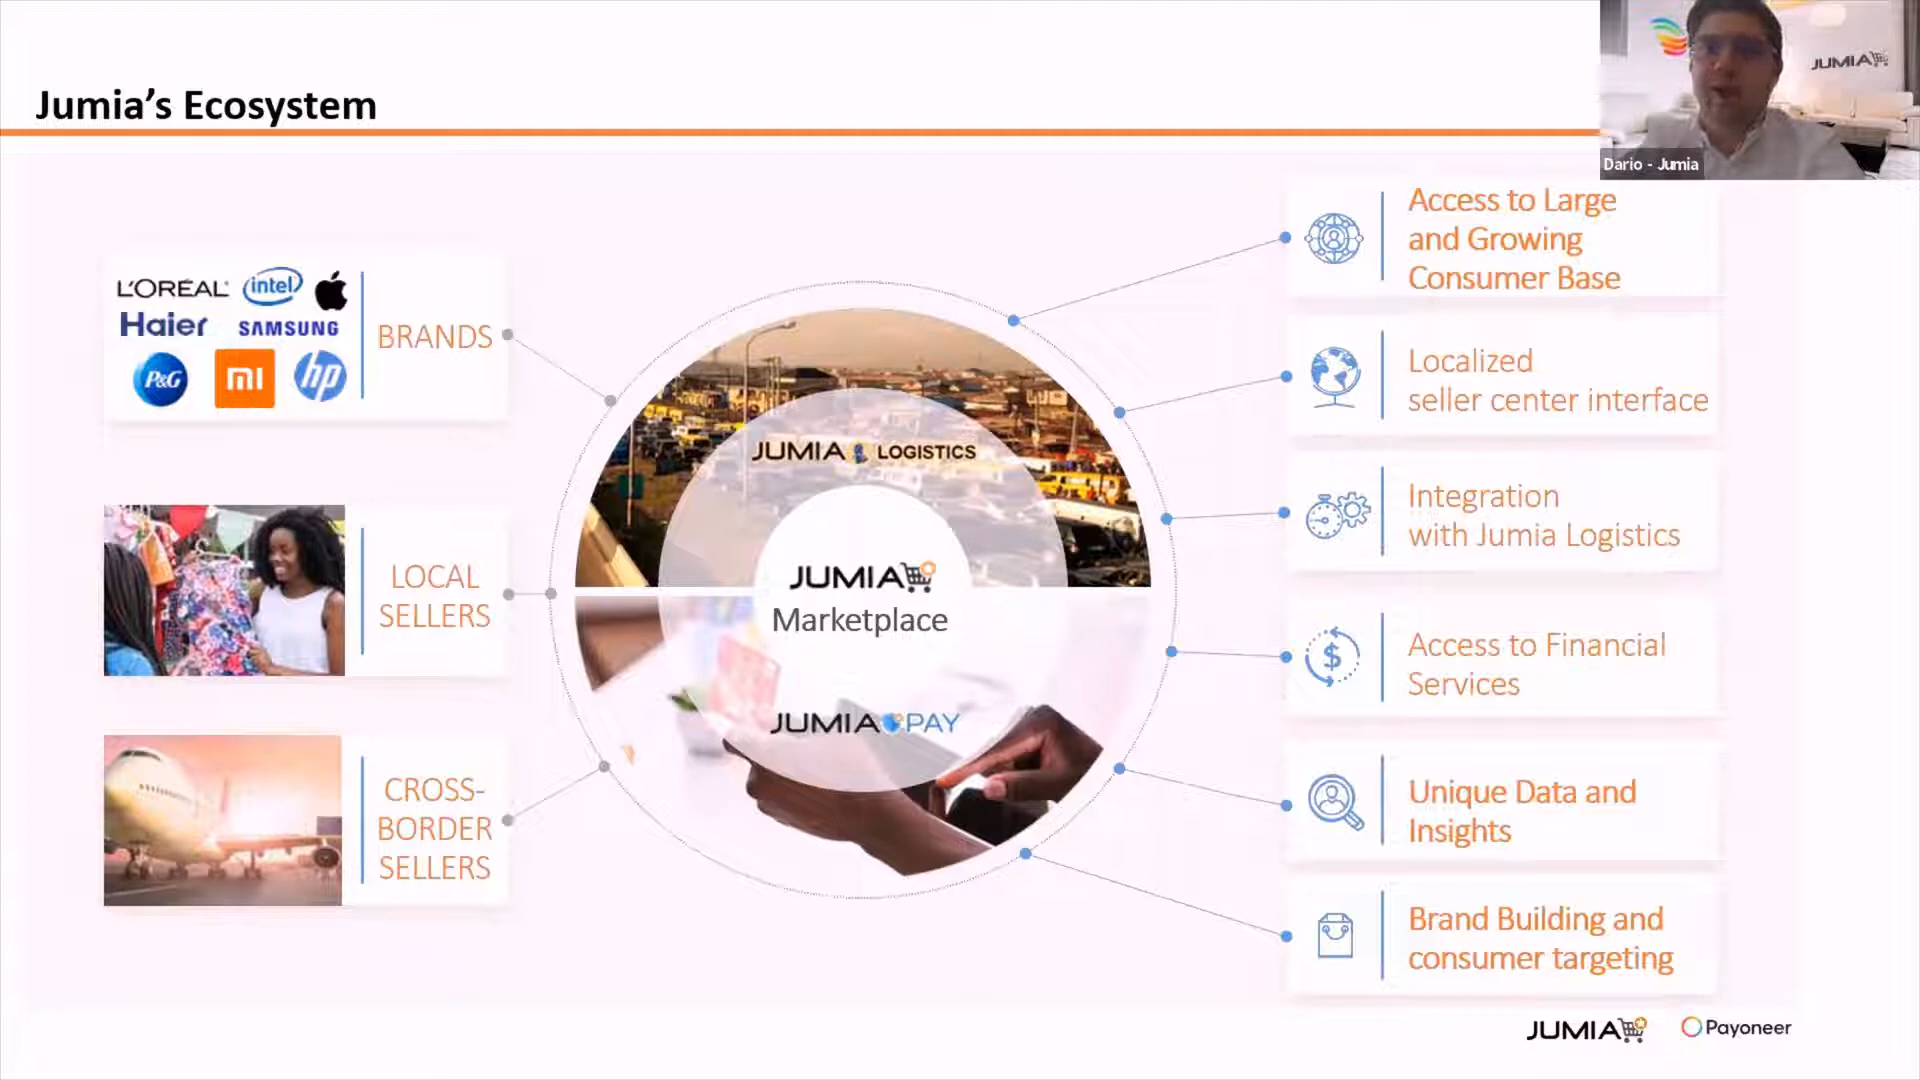 Jumia's Ecosystem
JUMIA
Dario - Jumia
L'ORÉAL
intel
Haier
SAMSUNG
P&G
mi
hp
BRANDS
LOCAL
SELLERS
CROSS-
BORDER
SELLERS
JUMIA LOGISTICS
JUMIA
Marketplace
JUMIA PAY
Access to Large
and Growing
Consumer Base
Localized
seller center interface
Integration
with Jumia Logistics
Access to Financial
Services
Unique Data and
Insights
Brand Building and
consumer targeting
JUMIA
Payoneer